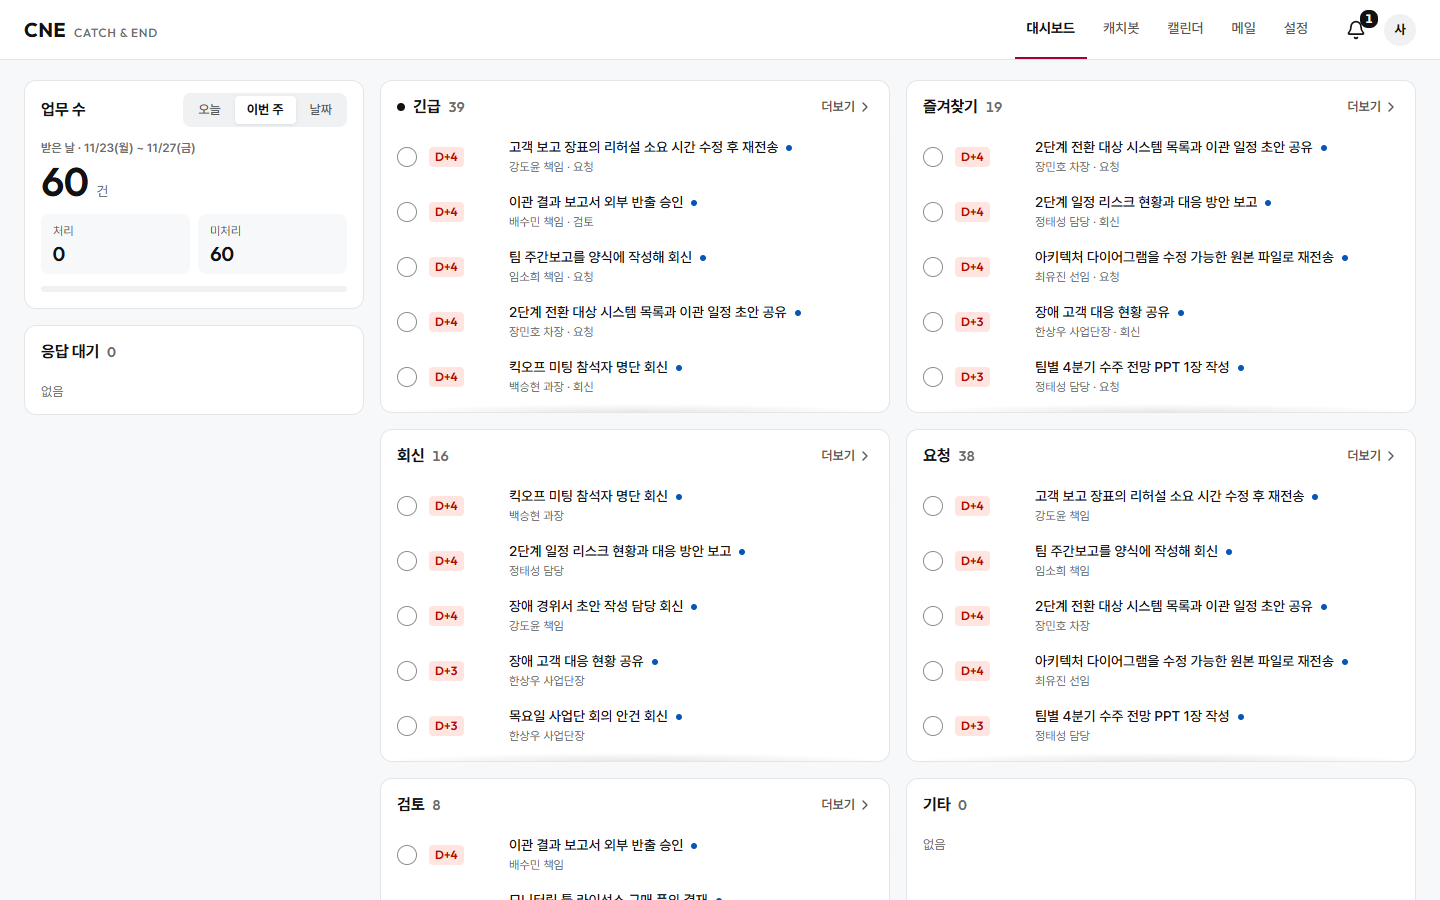 CNE CATCH & END
대시보드
캐치봇
캘린더
메일
설정
1
사
업무 수
오늘
이번 주
날짜
받은 날 · 11/23(월) ~ 11/27(금)
60 건
처리
0
미처리
60
응답 대기 0
없음
긴급 39
더보기
D+4
고객 보고 장표의 리허설 소요 시간 수정 후 재전송
강도윤 책임 · 요청
D+4
이관 결과 보고서 외부 반출 승인
배수민 책임 · 검토
D+4
팀 주간보고를 양식에 작성해 회신
임소희 책임 · 요청
D+4
2단계 전환 대상 시스템 목록과 이관 일정 초안 공유
장민호 차장 · 요청
D+4
킥오프 미팅 참석자 명단 회신
백승현 과장 · 회신
즐겨찾기 19
더보기
D+4
2단계 전환 대상 시스템 목록과 이관 일정 초안 공유
장민호 차장 · 요청
D+4
2단계 일정 리스크 현황과 대응 방안 보고
정태성 담당 · 회신
D+4
아키텍처 다이어그램을 수정 가능한 원본 파일로 재전송
최유진 선임 · 요청
D+3
장애 고객 대응 현황 공유
한상우 사업단장 · 회신
D+3
팀별 4분기 수주 전망 PPT 1장 작성
정태성 담당 · 요청
회신 16
더보기
D+4
킥오프 미팅 참석자 명단 회신
백승현 과장
D+4
2단계 일정 리스크 현황과 대응 방안 보고
정태성 담당
D+4
장애 경위서 초안 작성 담당 회신
강도윤 책임
D+3
장애 고객 대응 현황 공유
한상우 사업단장
D+3
목요일 사업단 회의 안건 회신
한상우 사업단장
요청 38
더보기
D+4
고객 보고 장표의 리허설 소요 시간 수정 후 재전송
강도윤 책임
D+4
팀 주간보고를 양식에 작성해 회신
임소희 책임
D+4
2단계 전환 대상 시스템 목록과 이관 일정 초안 공유
장민호 차장
D+4
아키텍처 다이어그램을 수정 가능한 원본 파일로 재전송
최유진 선임
D+3
팀별 4분기 수주 전망 PPT 1장 작성
정태성 담당
검토 8
더보기
D+4
이관 결과 보고서 외부 반출 승인
배수민 책임
모니터링 툴 라이선스 구매 품의 결재
기타 0
없음